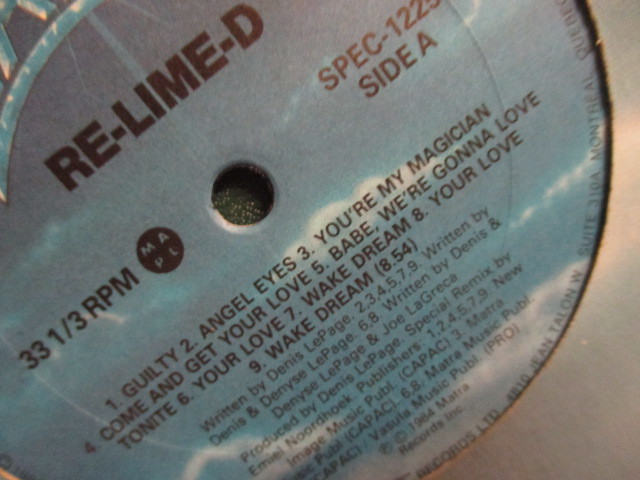 RE-LIME-D
SPEC-1225
SIDE A
33 1/3 RPM
M A P L
1. GUILTY 2. ANGEL EYES 3. YOU'RE MY MAGICIAN
4. COME AND GET YOUR LOVE 5. BABE, WE'RE GONNA LOVE
TONITE 6. YOUR LOVE 7. WAKE DREAM 8. YOUR LOVE
9. WAKE DREAM (8.54)
Written by Denis LePage, 2,3,4,5,7,9. Written by
Denis & Denyse LePage. 6,8. Written by Denis &
Denyse LePage & Joe LaGreca
Produced by Denis LePage. Special Remix by
Emiel Noordhoek. Publishers: 1,2,4,5,7,9. New
Image Music Publ. (CAPAC) 3. Matra
Music Publ. (CAPAC). 6,8. Matra Music Publ.
(CAPAC) Vasula Music Publ. (PRO).
℗ © 1984 Matra
Records Inc.
RECORDS LTD. 4810 JEAN TALON W. SUITE 310A MONTREAL QUEBEC